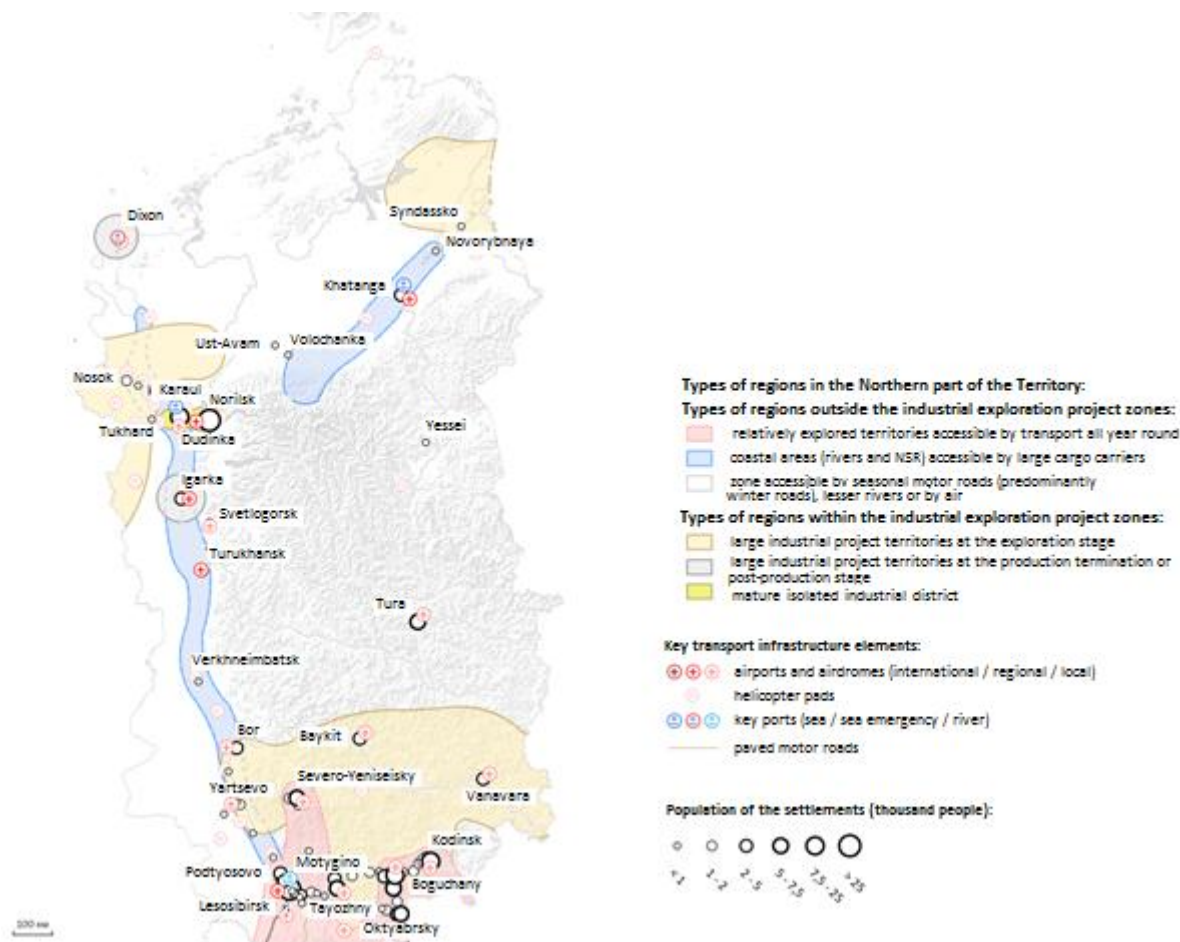 Dixon
Syndassko
Novorybnaya
Khatanga
Ust-Avam
Volochanka
Nosok
Karaul
Norilsk
Tukhard
Dudinka
Yessei
Igarka
Svetlogorsk
Turukhansk
Tura
Verkhneimbatsk
Bor
Baykit
Severo-Yeniseisky
Yartsevo
Vanavara
Kodinsk
Motygino
Podtyosovo
Boguchany
Lesosibirsk
Tayozhny
Oktyabrsky
100 км
Types of regions in the Northern part of the Territory:
Types of regions outside the industrial exploration project zones:
relatively explored territories accessible by transport all year round
coastal areas (rivers and NSR) accessible by large cargo carriers
zone accessible by seasonal motor roads (predominantly
winter roads), lesser rivers or by air
Types of regions within the industrial exploration project zones:
large industrial project territories at the exploration stage
large industrial project territories at the production termination or
post-production stage
mature isolated industrial district
Key transport infrastructure elements:
airports and airdromes (international / regional / local)
helicopter pads
key ports (sea / sea emergency / river)
paved motor roads
Population of the settlements (thousand people):
< 1
1 - 2
2 - 5
5 - 7,5
7,5 - 25
> 25